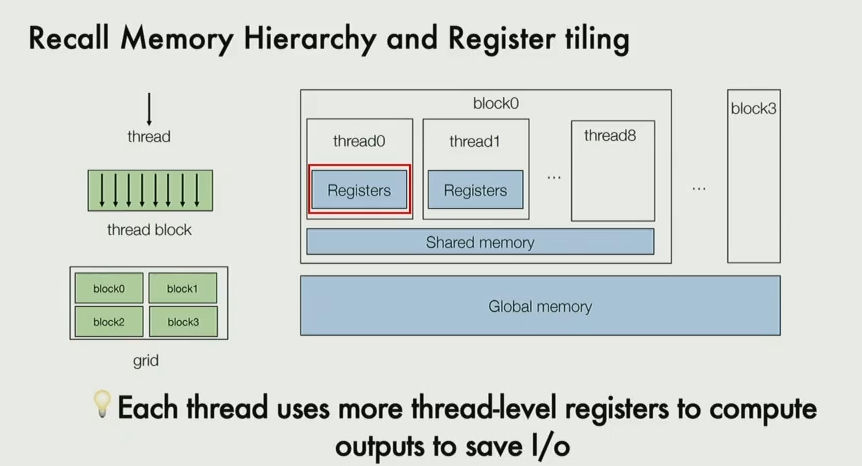 Recall Memory Hierarchy and Register tiling
thread
thread block
block0
block1
block2
block3
grid
block0
thread0
Registers
thread1
Registers
...
thread8
Shared memory
...
block3
Global memory
Each thread uses more thread-level registers to compute
outputs to save I/o